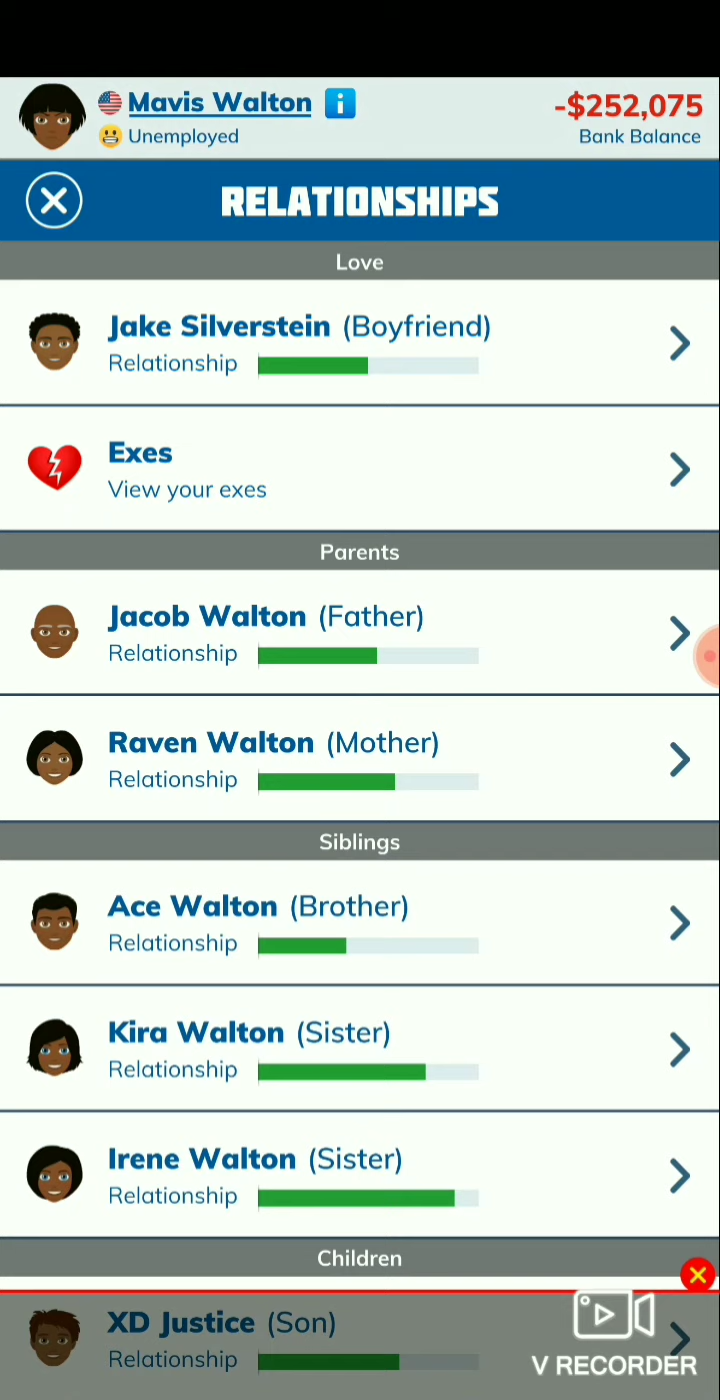 Mavis Walton
-$252,075
Unemployed
Bank Balance
RELATIONSHIPS
Love
Jake Silverstein (Boyfriend)
Relationship
Exes
View your exes
Parents
Jacob Walton (Father)
Relationship
Raven Walton (Mother)
Relationship
Siblings
Ace Walton (Brother)
Relationship
Kira Walton (Sister)
Relationship
Irene Walton (Sister)
Relationship
Children
XD Justice (Son)
Relationship
V RECORDER